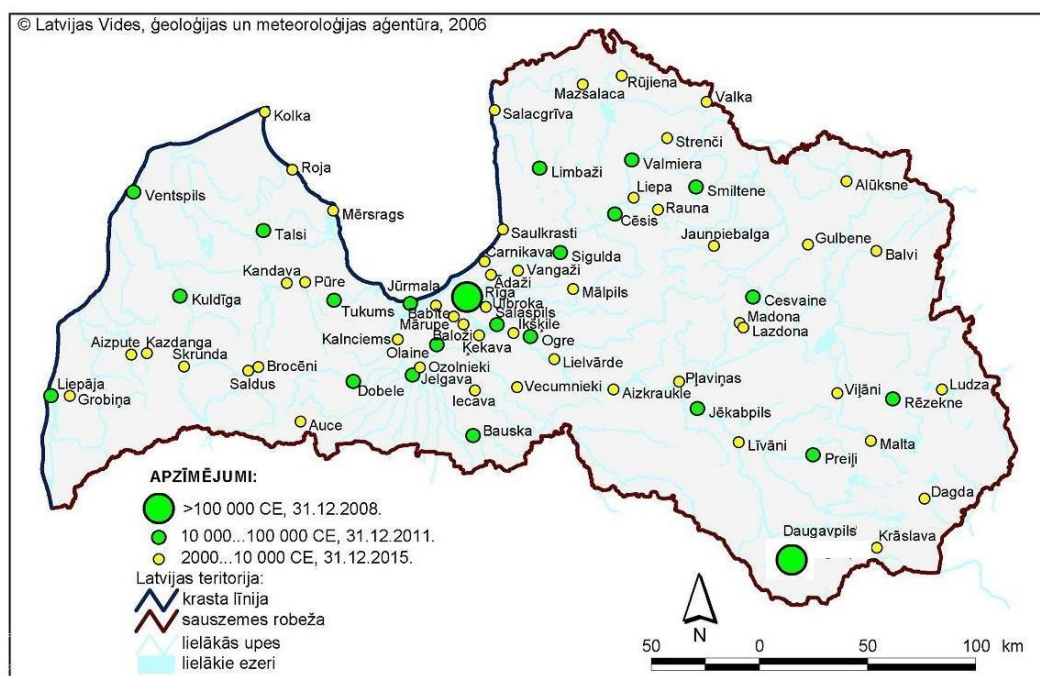 © Latvijas Vides, ģeoloģijas un meteoroloģijas aģentūra, 2006
Rūjiena
Mazsalaca
Valka
Kolka
Salacgrīva
Strenči
Valmiera
Roja
Limbaži
Alūksne
Smiltene
Ventspils
Liepa
Rauna
Mērsrags
Cēsis
Talsi
Saulkrasti
Jaunpiebalga
Gulbene
Balvi
Carnikava
Sigulda
Vangaži
Ādaži
Kandava
Pūre
Jūrmala
Rīga
Mālpils
Kuldīga
Tukums
Cesvaine
Ulbroka
Babīte
Salaspils
Madona
Mārupe
Ikšķile
Lazdona
Kalnciems
Baloži
Ogre
Ķekava
Aizpute
Kazdanga
Olaine
Skrunda
Brocēni
Ozolnieki
Lielvārde
Saldus
Jelgava
Pļaviņas
Liepāja
Dobele
Vecumnieki
Aizkraukle
Viļāni
Ludza
Grobiņa
Iecava
Rēzekne
Jēkabpils
Auce
Bauska
Līvāni
Malta
Preiļi
APZĪMĒJUMI:
Dagda
>100 000 CE, 31.12.2008.
Daugavpils
10 000...100 000 CE, 31.12.2011.
Krāslava
2000...10 000 CE, 31.12.2015.
Latvijas teritorija:
krasta līnija
sauszemes robeža
N
lielākās upes
50 0 50 100 km
lielākie ezeri